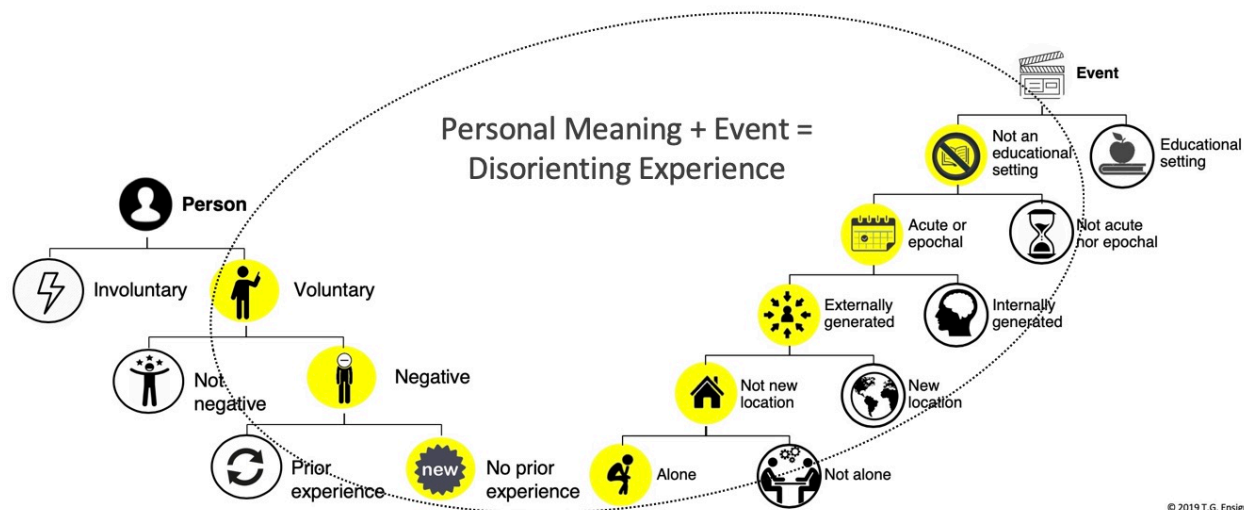 Event
Personal Meaning + Event =
Disorienting Experience
Not an
educational
setting
Educational
setting
Person
Acute or
epochal
Not acute
nor epochal
Involuntary
Voluntary
Externally
generated
Internally
generated
Not
negative
Negative
Not new
location
New
location
Prior
experience
new
No prior
experience
Alone
Not alone
© 2019 T.G. Ensign